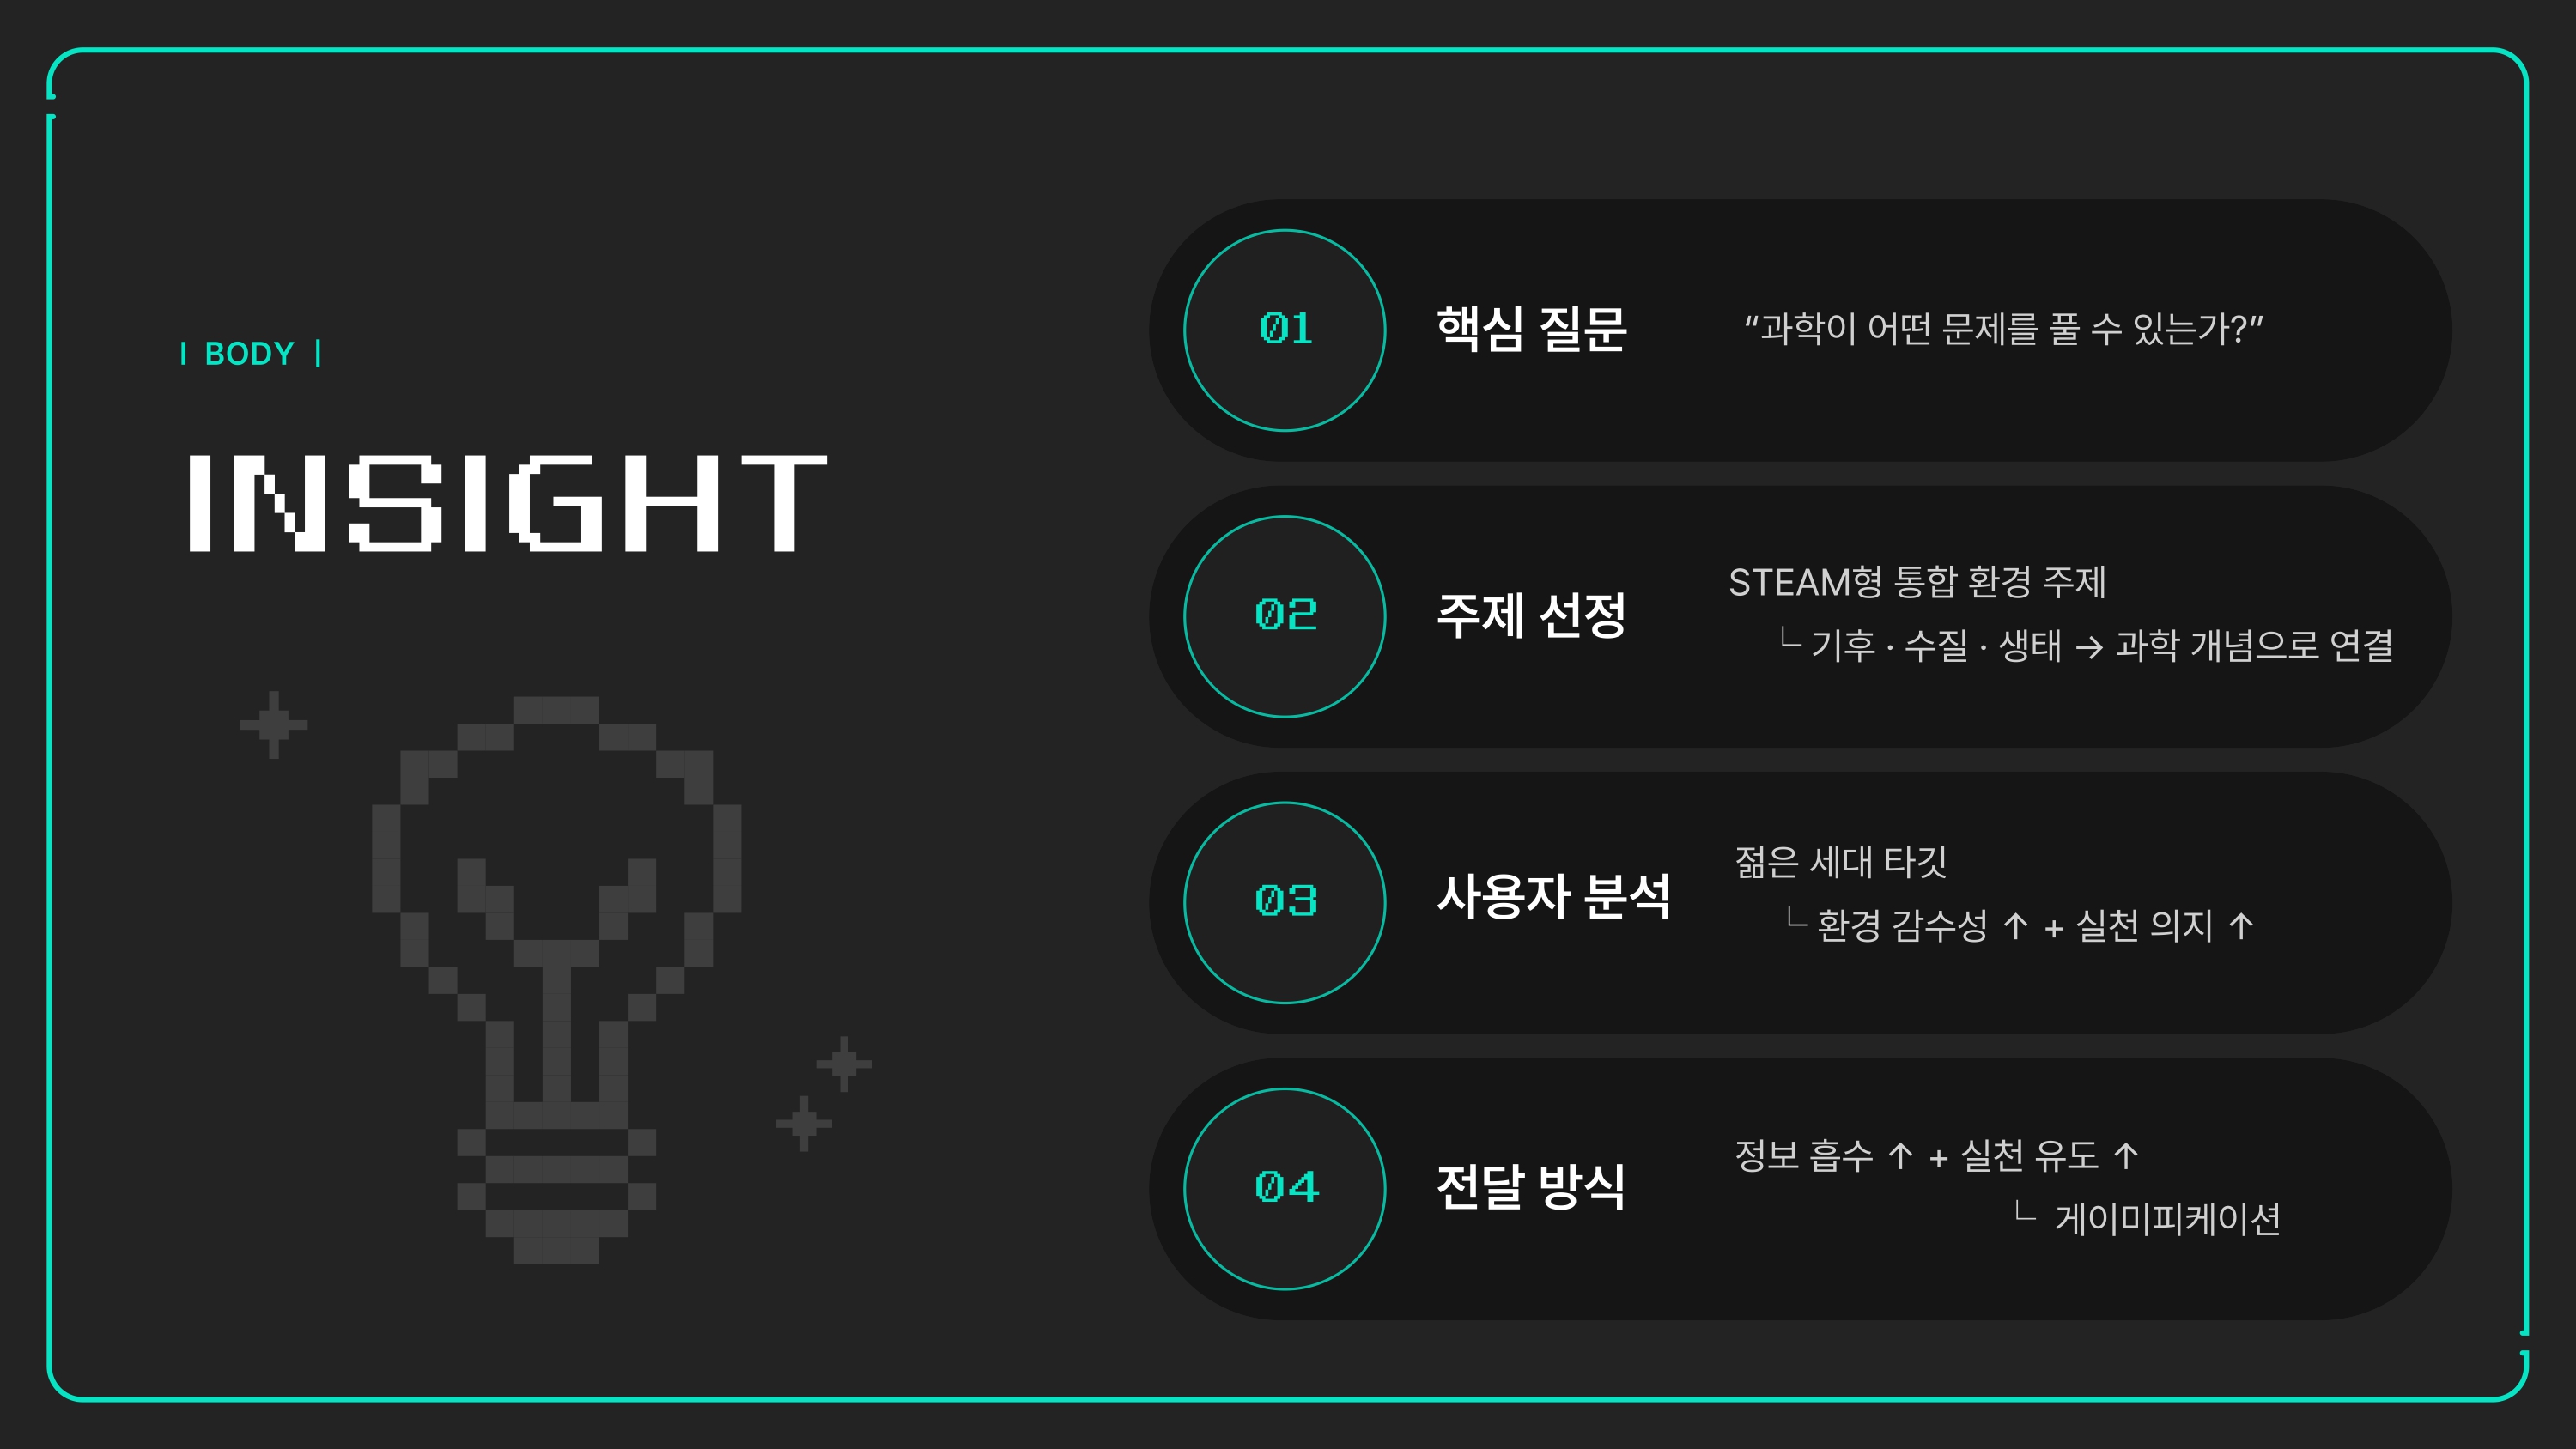 | BODY |
INSIGHT
01
핵심 질문
“과학이 어떤 문제를 풀 수 있는가?”
02
주제 선정
STEAM형 통합 환경 주제
└ 기후 · 수질 · 생태 → 과학 개념으로 연결
03
사용자 분석
젊은 세대 타깃
└ 환경 감수성 ↑ + 실천 의지 ↑
04
전달 방식
정보 흡수 ↑ + 실천 유도 ↑
└ 게이미피케이션